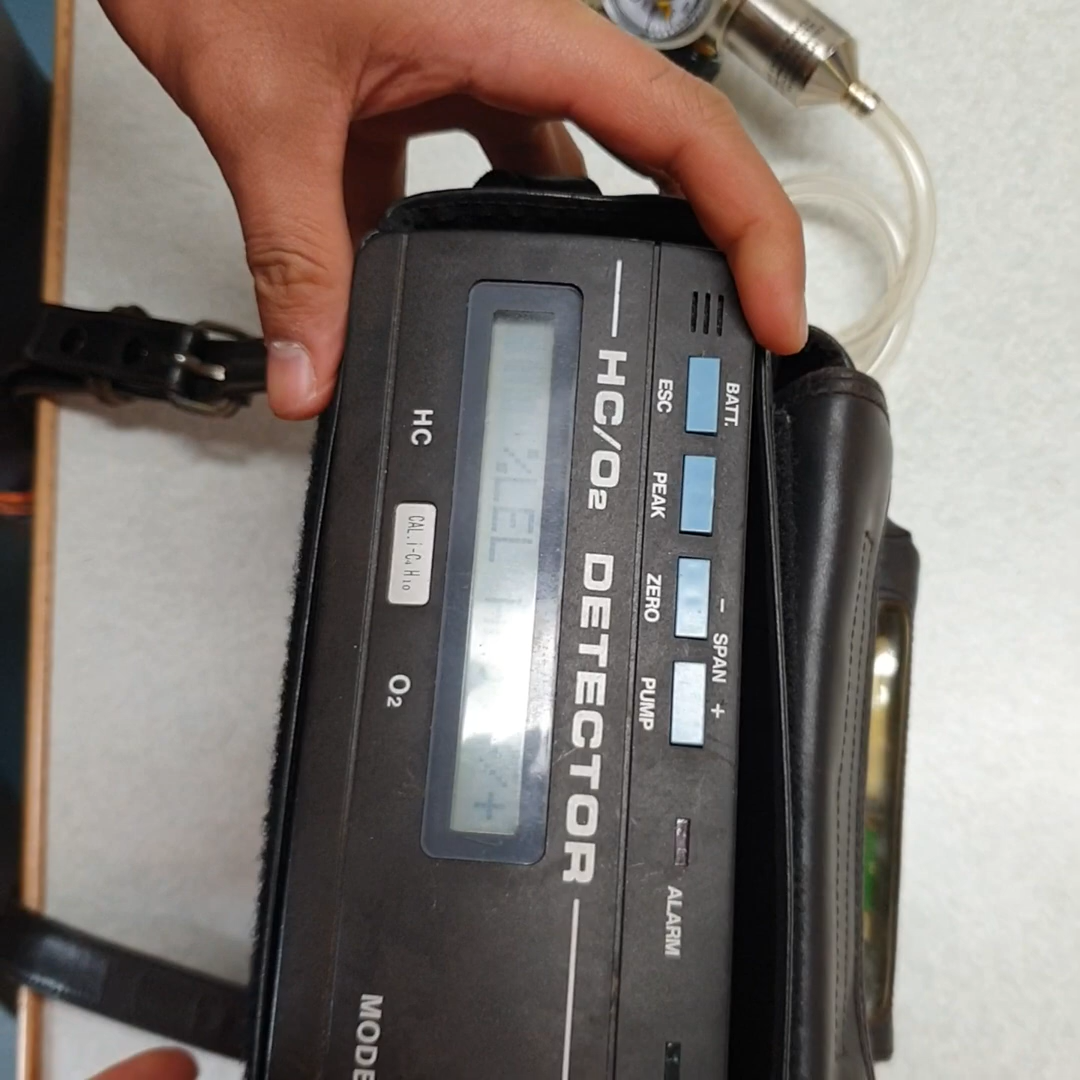 BATT.
- SPAN +
ESC
PEAK
ZERO
PUMP
ALARM
HC/O₂ DETECTOR
%LEL
%+
HC
CAL. i-C₄H₁₀
O₂
MODE